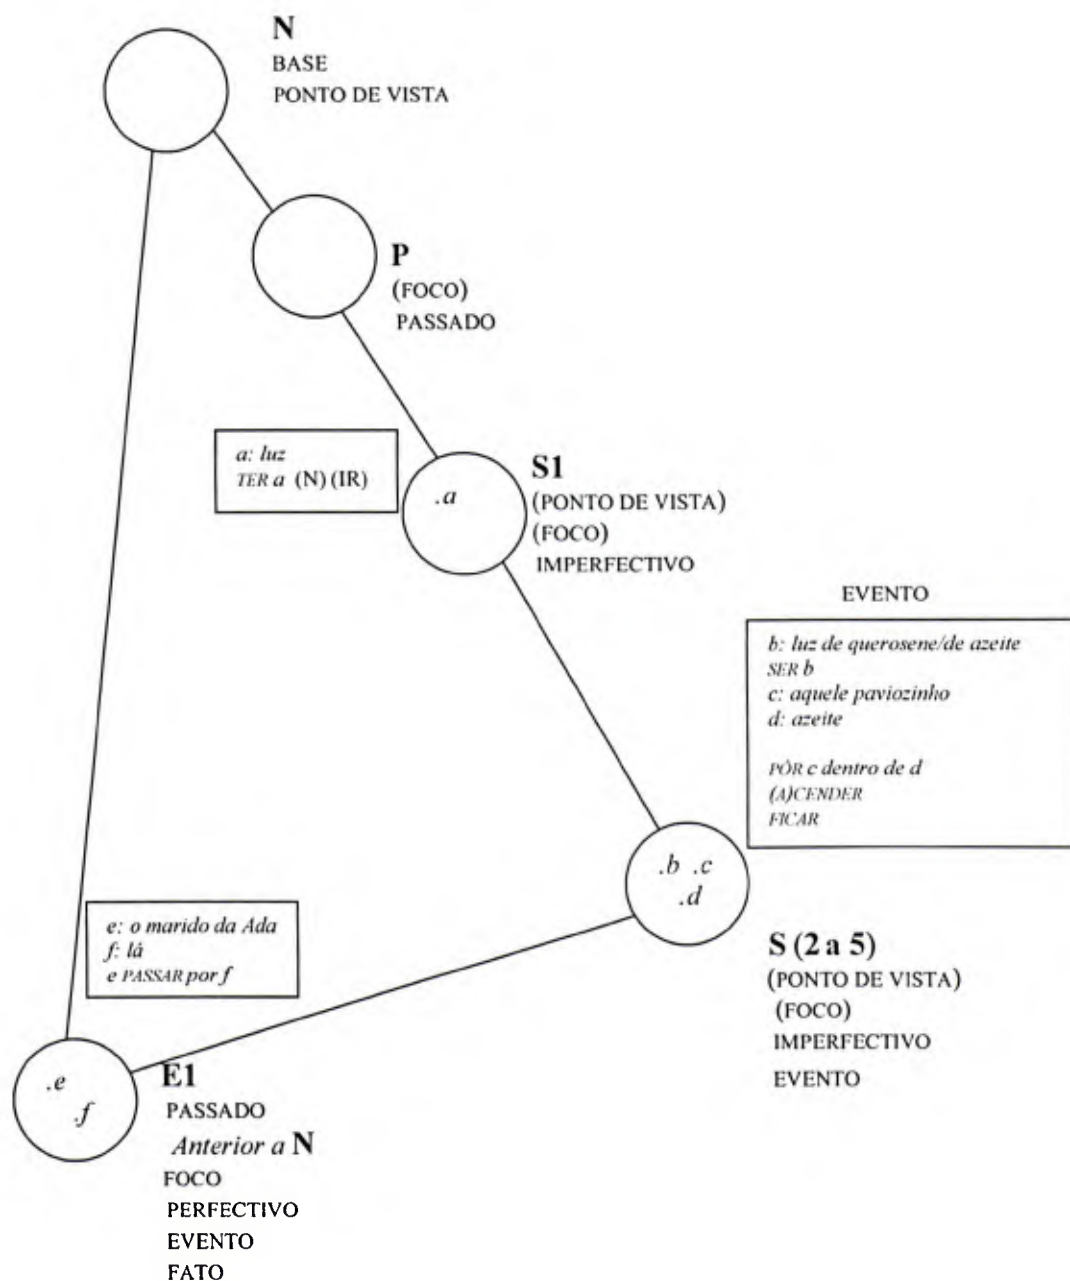 N
BASE
PONTO DE VISTA
P
(FOCO)
PASSADO
a: luz
TER a (N) (IR)
.a
S1
(PONTO DE VISTA)
(FOCO)
IMPERFECTIVO
EVENTO
b: luz de querosene/de azeite
SER b
c: aquele paviozinho
d: azeite
PÔR c dentro de d
(A)CENDER
FICAR
.b .c
.d
S (2 a 5)
(PONTO DE VISTA)
(FOCO)
IMPERFECTIVO
EVENTO
e: o marido da Ada
f: lá
e PASSAR por f
.e
.f
E1
PASSADO
Anterior a N
FOCO
PERFECTIVO
EVENTO
FATO